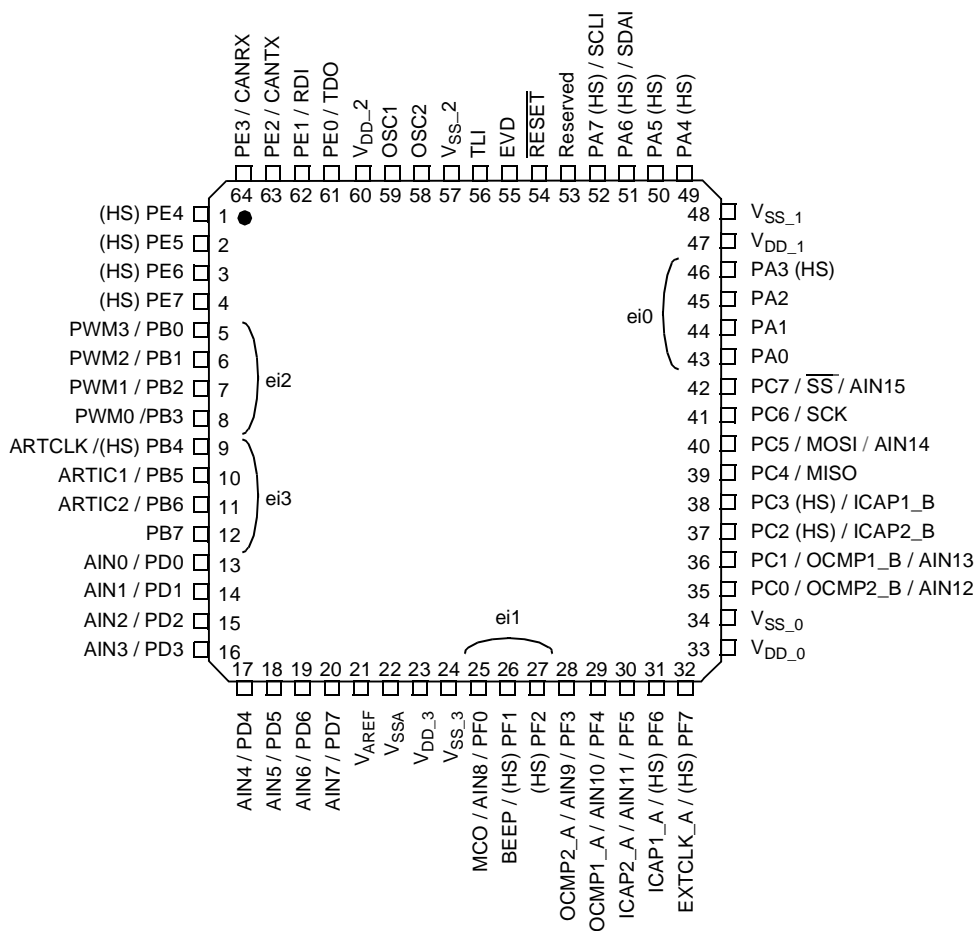 PE3 / CANRX
PE2 / CANTX
PE1 / RDI
PE0 / TDO
VDD_2
OSC1
OSC2
VSS_2
TLI
EVD
RESET
Reserved
PA7 (HS) / SCLI
PA6 (HS) / SDAI
PA5 (HS)
PA4 (HS)
64 63 62 61 60 59 58 57 56 55 54 53 52 51 50 49
(HS) PE4 1
(HS) PE5 2
(HS) PE6 3
(HS) PE7 4
PWM3 / PB0 5
PWM2 / PB1 6
PWM1 / PB2 7
PWM0 /PB3 8
ei2
ARTCLK /(HS) PB4 9
ARTIC1 / PB5 10
ARTIC2 / PB6 11
PB7 12
ei3
AIN0 / PD0 13
AIN1 / PD1 14
AIN2 / PD2 15
AIN3 / PD3 16
48 VSS_1
47 VDD_1
46 PA3 (HS)
45 PA2
44 PA1
43 PA0
ei0
42 PC7 / SS / AIN15
41 PC6 / SCK
40 PC5 / MOSI / AIN14
39 PC4 / MISO
38 PC3 (HS) / ICAP1_B
37 PC2 (HS) / ICAP2_B
36 PC1 / OCMP1_B / AIN13
35 PC0 / OCMP2_B / AIN12
34 VSS_0
33 VDD_0
ei1
17 18 19 20 21 22 23 24 25 26 27 28 29 30 31 32
AIN4 / PD4
AIN5 / PD5
AIN6 / PD6
AIN7 / PD7
VAREF
VSSA
VDD_3
VSS_3
MCO / AIN8 / PF0
BEEP / (HS) PF1
(HS) PF2
OCMP2_A / AIN9 / PF3
OCMP1_A / AIN10 / PF4
ICAP2_A / AIN11 / PF5
ICAP1_A / (HS) PF6
EXTCLK_A / (HS) PF7